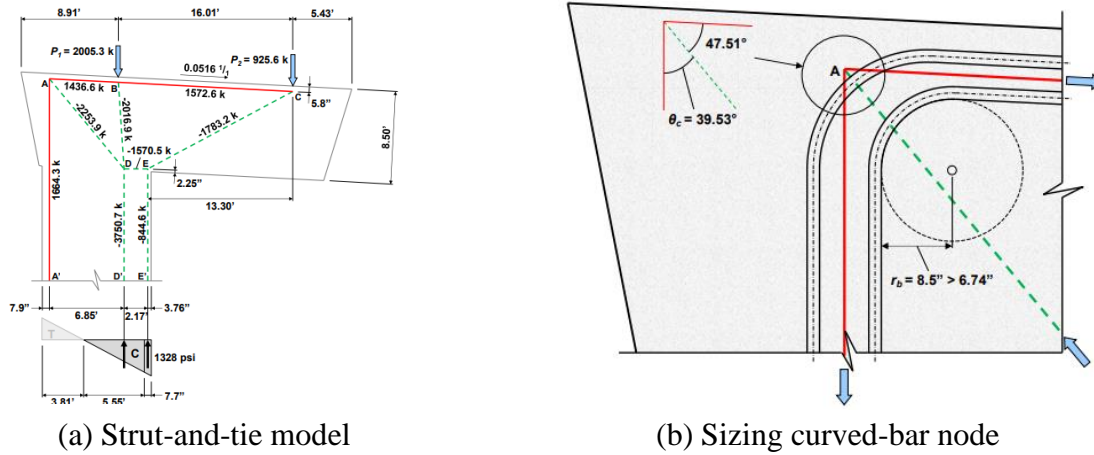 8.91'
16.01'
5.43'
P1 = 2005.3 k
P2 = 925.6 k
0.0516 1/1
A
1436.6 k
B
1572.6 k
C
5.8"
-2253.9 k
-2016.9 k
-1783.2 k
8.50'
-1570.5 k
D
E
2.25"
1664.3 k
13.30'
-3750.7 k
-844.6 k
A'
D'
E'
7.9"
3.76"
6.85'
2.17'
T
C
1328 psi
3.81'
5.55'
7.7"
(a) Strut-and-tie model
47.51°
A
θc = 39.53°
rb = 8.5" > 6.74"
(b) Sizing curved-bar node